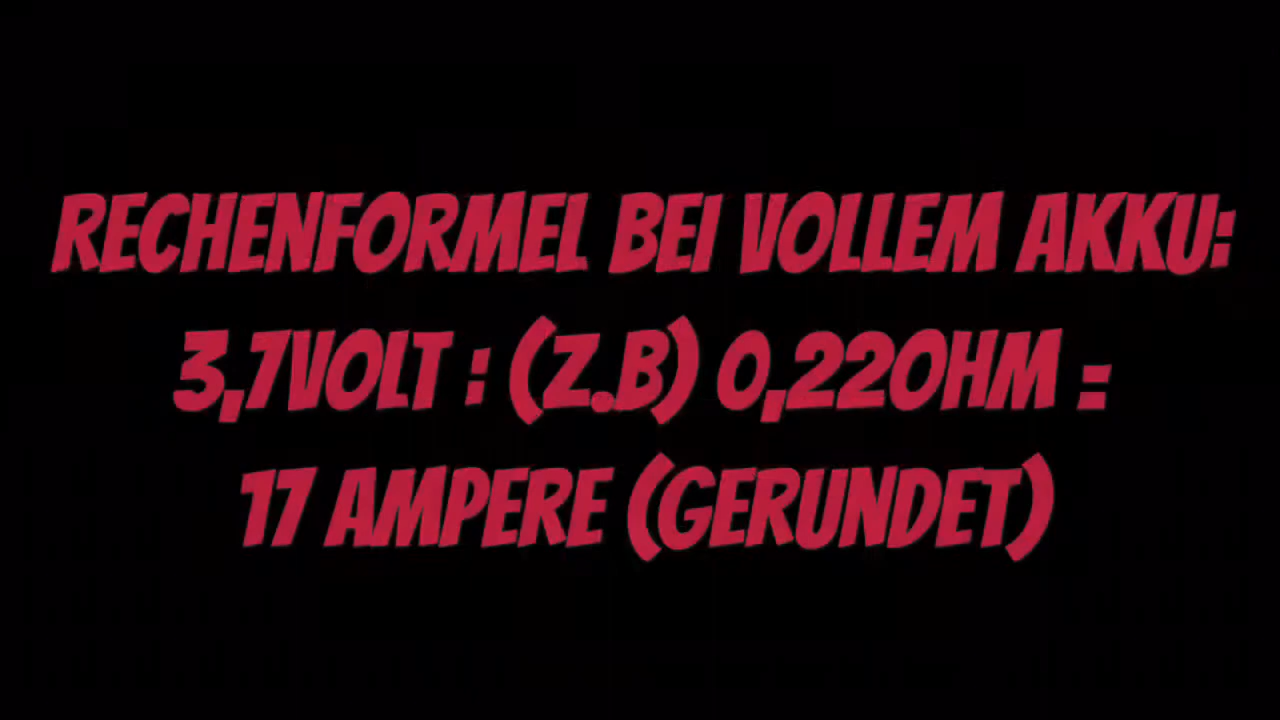 RECHENFORMEL BEI VOLLEM AKKU:
3,7VOLT : (Z.B) 0,22OHM =
17 AMPERE (GERUNDET)